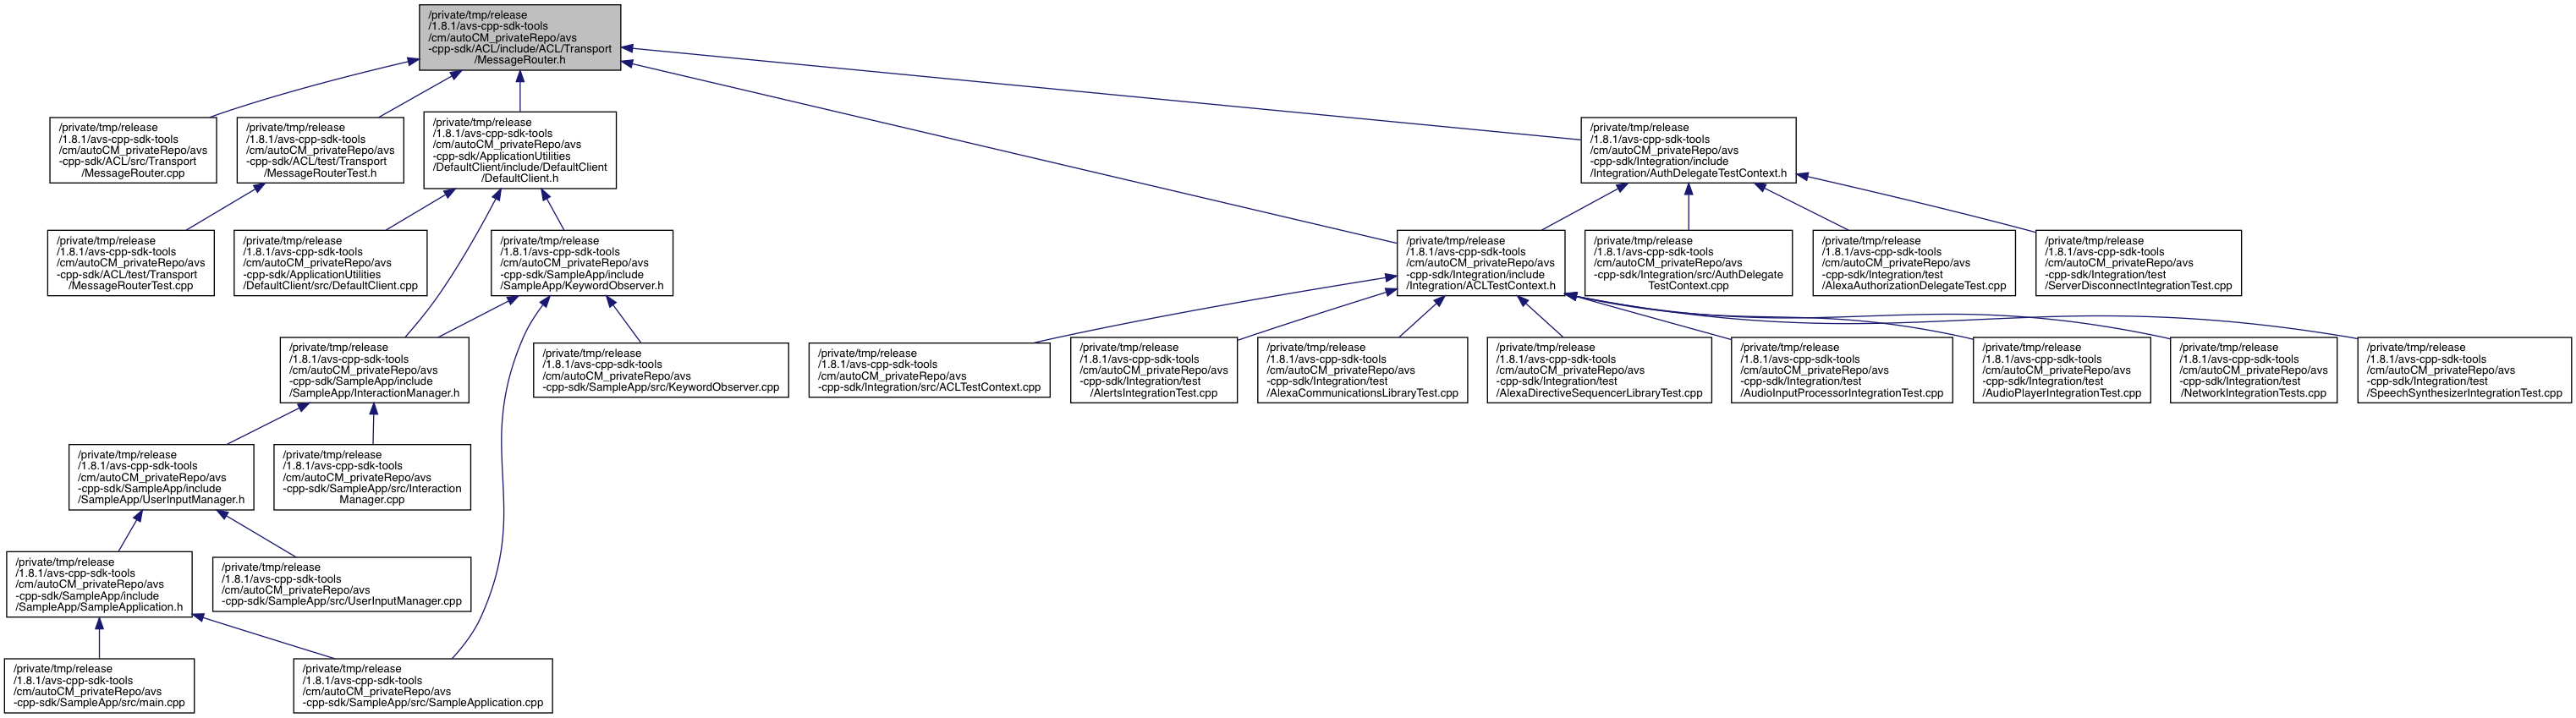 /private/tmp/release
/1.8.1/avs-cpp-sdk-tools
/cm/autoCM_privateRepo/avs
-cpp-sdk/ACL/include/ACL/Transport
/MessageRouter.h
/private/tmp/release
/1.8.1/avs-cpp-sdk-tools
/cm/autoCM_privateRepo/avs
-cpp-sdk/ACL/src/Transport
/MessageRouter.cpp
/private/tmp/release
/1.8.1/avs-cpp-sdk-tools
/cm/autoCM_privateRepo/avs
-cpp-sdk/ACL/test/Transport
/MessageRouterTest.h
/private/tmp/release
/1.8.1/avs-cpp-sdk-tools
/cm/autoCM_privateRepo/avs
-cpp-sdk/ApplicationUtilities
/DefaultClient/include/DefaultClient
/DefaultClient.h
/private/tmp/release
/1.8.1/avs-cpp-sdk-tools
/cm/autoCM_privateRepo/avs
-cpp-sdk/Integration/include
/Integration/AuthDelegateTestContext.h
/private/tmp/release
/1.8.1/avs-cpp-sdk-tools
/cm/autoCM_privateRepo/avs
-cpp-sdk/ACL/test/Transport
/MessageRouterTest.cpp
/private/tmp/release
/1.8.1/avs-cpp-sdk-tools
/cm/autoCM_privateRepo/avs
-cpp-sdk/ApplicationUtilities
/DefaultClient/src/DefaultClient.cpp
/private/tmp/release
/1.8.1/avs-cpp-sdk-tools
/cm/autoCM_privateRepo/avs
-cpp-sdk/SampleApp/include
/SampleApp/KeywordObserver.h
/private/tmp/release
/1.8.1/avs-cpp-sdk-tools
/cm/autoCM_privateRepo/avs
-cpp-sdk/Integration/include
/Integration/ACLTestContext.h
/private/tmp/release
/1.8.1/avs-cpp-sdk-tools
/cm/autoCM_privateRepo/avs
-cpp-sdk/Integration/src/AuthDelegate
TestContext.cpp
/private/tmp/release
/1.8.1/avs-cpp-sdk-tools
/cm/autoCM_privateRepo/avs
-cpp-sdk/Integration/test
/AlexaAuthorizationDelegateTest.cpp
/private/tmp/release
/1.8.1/avs-cpp-sdk-tools
/cm/autoCM_privateRepo/avs
-cpp-sdk/Integration/test
/ServerDisconnectIntegrationTest.cpp
/private/tmp/release
/1.8.1/avs-cpp-sdk-tools
/cm/autoCM_privateRepo/avs
-cpp-sdk/SampleApp/include
/SampleApp/InteractionManager.h
/private/tmp/release
/1.8.1/avs-cpp-sdk-tools
/cm/autoCM_privateRepo/avs
-cpp-sdk/SampleApp/src/KeywordObserver.cpp
/private/tmp/release
/1.8.1/avs-cpp-sdk-tools
/cm/autoCM_privateRepo/avs
-cpp-sdk/Integration/src/ACLTestContext.cpp
/private/tmp/release
/1.8.1/avs-cpp-sdk-tools
/cm/autoCM_privateRepo/avs
-cpp-sdk/Integration/test
/AlertsIntegrationTest.cpp
/private/tmp/release
/1.8.1/avs-cpp-sdk-tools
/cm/autoCM_privateRepo/avs
-cpp-sdk/Integration/test
/AlexaCommunicationsLibraryTest.cpp
/private/tmp/release
/1.8.1/avs-cpp-sdk-tools
/cm/autoCM_privateRepo/avs
-cpp-sdk/Integration/test
/AlexaDirectiveSequencerLibraryTest.cpp
/private/tmp/release
/1.8.1/avs-cpp-sdk-tools
/cm/autoCM_privateRepo/avs
-cpp-sdk/Integration/test
/AudioInputProcessorIntegrationTest.cpp
/private/tmp/release
/1.8.1/avs-cpp-sdk-tools
/cm/autoCM_privateRepo/avs
-cpp-sdk/Integration/test
/AudioPlayerIntegrationTest.cpp
/private/tmp/release
/1.8.1/avs-cpp-sdk-tools
/cm/autoCM_privateRepo/avs
-cpp-sdk/Integration/test
/NetworkIntegrationTests.cpp
/private/tmp/release
/1.8.1/avs-cpp-sdk-tools
/cm/autoCM_privateRepo/avs
-cpp-sdk/Integration/test
/SpeechSynthesizerIntegrationTest.cpp
/private/tmp/release
/1.8.1/avs-cpp-sdk-tools
/cm/autoCM_privateRepo/avs
-cpp-sdk/SampleApp/include
/SampleApp/UserInputManager.h
/private/tmp/release
/1.8.1/avs-cpp-sdk-tools
/cm/autoCM_privateRepo/avs
-cpp-sdk/SampleApp/src/Interaction
Manager.cpp
/private/tmp/release
/1.8.1/avs-cpp-sdk-tools
/cm/autoCM_privateRepo/avs
-cpp-sdk/SampleApp/include
/SampleApp/SampleApplication.h
/private/tmp/release
/1.8.1/avs-cpp-sdk-tools
/cm/autoCM_privateRepo/avs
-cpp-sdk/SampleApp/src/UserInputManager.cpp
/private/tmp/release
/1.8.1/avs-cpp-sdk-tools
/cm/autoCM_privateRepo/avs
-cpp-sdk/SampleApp/src/main.cpp
/private/tmp/release
/1.8.1/avs-cpp-sdk-tools
/cm/autoCM_privateRepo/avs
-cpp-sdk/SampleApp/src/SampleApplication.cpp